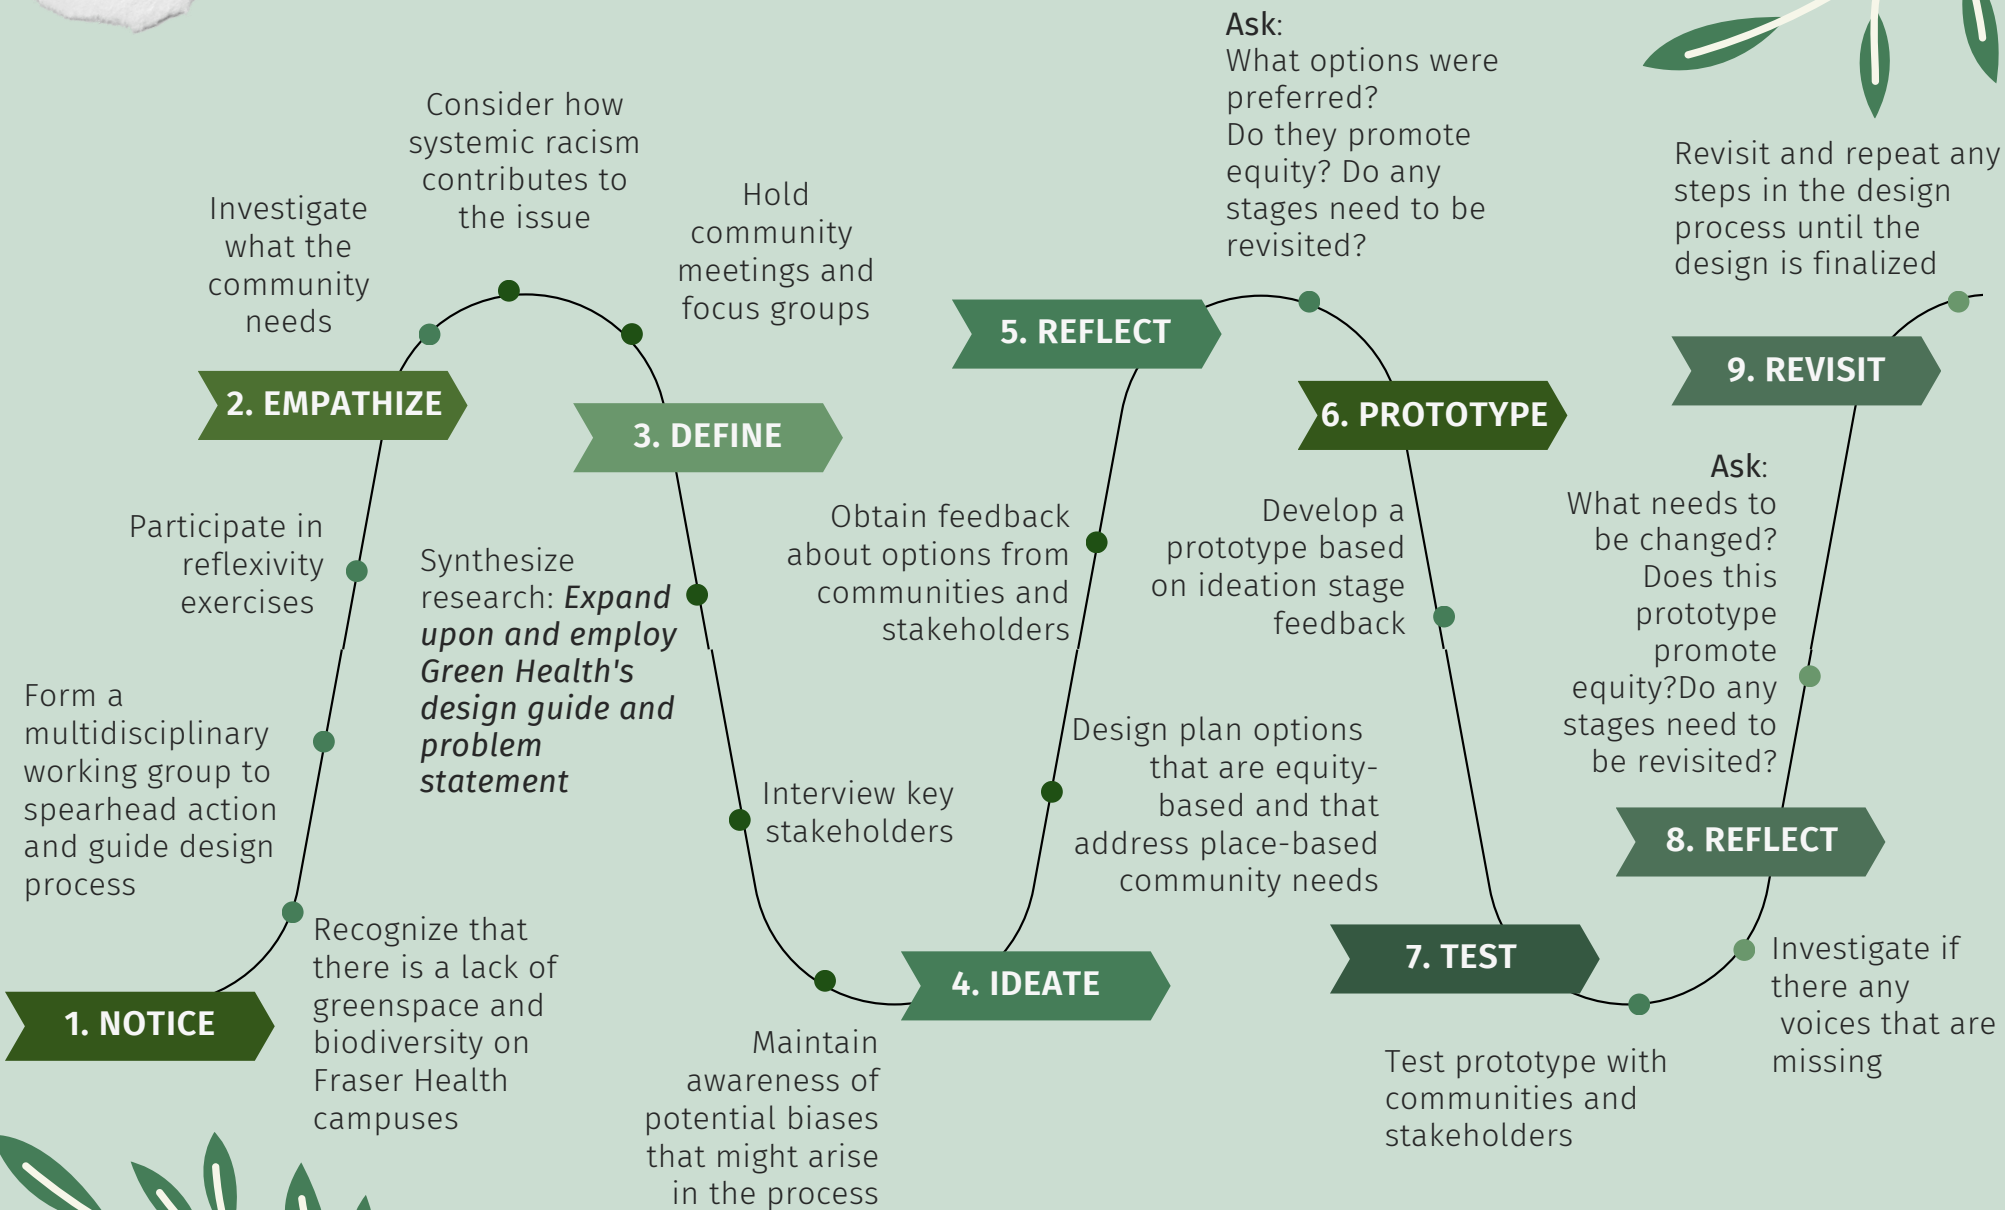 1. NOTICE
Recognize that
there is a lack of
greenspace and
biodiversity on
Fraser Health
campuses
Form a
multidisciplinary
working group to
spearhead action
and guide design
process
Participate in
reflexivity
exercises
2. EMPATHIZE
Investigate
what the
community
needs
Consider how
systemic racism
contributes to
the issue
Hold
community
meetings and
focus groups
3. DEFINE
Synthesize
research: Expand
upon and employ
Green Health's
design guide and
problem
statement
Interview key
stakeholders
Maintain
awareness of
potential biases
that might arise
in the process
4. IDEATE
Design plan options
that are equity-
based and that
address place-based
community needs
Obtain feedback
about options from
communities and
stakeholders
5. REFLECT
Ask:
What options were
preferred?
Do they promote
equity? Do any
stages need to be
revisited?
6. PROTOTYPE
Develop a
prototype based
on ideation stage
feedback
7. TEST
Test prototype with
communities and
stakeholders
Investigate if
there any
voices that are
missing
8. REFLECT
Ask:
What needs to
be changed?
Does this
prototype
promote
equity?Do any
stages need to
be revisited?
9. REVISIT
Revisit and repeat any
steps in the design
process until the
design is finalized